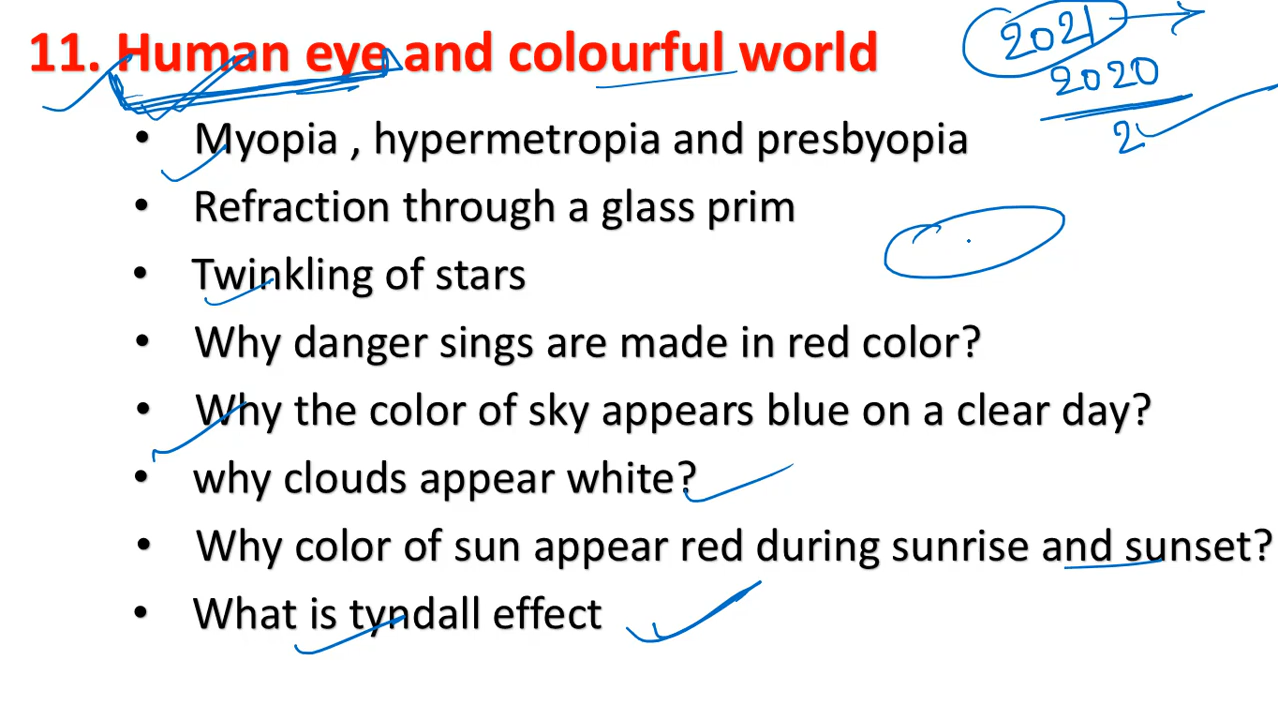 11. Human eye and colourful world
2021
2020
2
• Myopia , hypermetropia and presbyopia
• Refraction through a glass prim
• Twinkling of stars
• Why danger sings are made in red color?
• Why the color of sky appears blue on a clear day?
• why clouds appear white?
• Why color of sun appear red during sunrise and sunset?
• What is tyndall effect